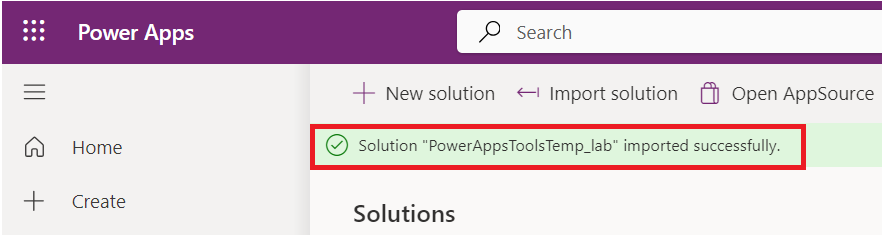 Power Apps
Search
New solution
Import solution
Open AppSource
Solution "PowerAppsToolsTemp_lab" imported successfully.
Home
Create
Solutions